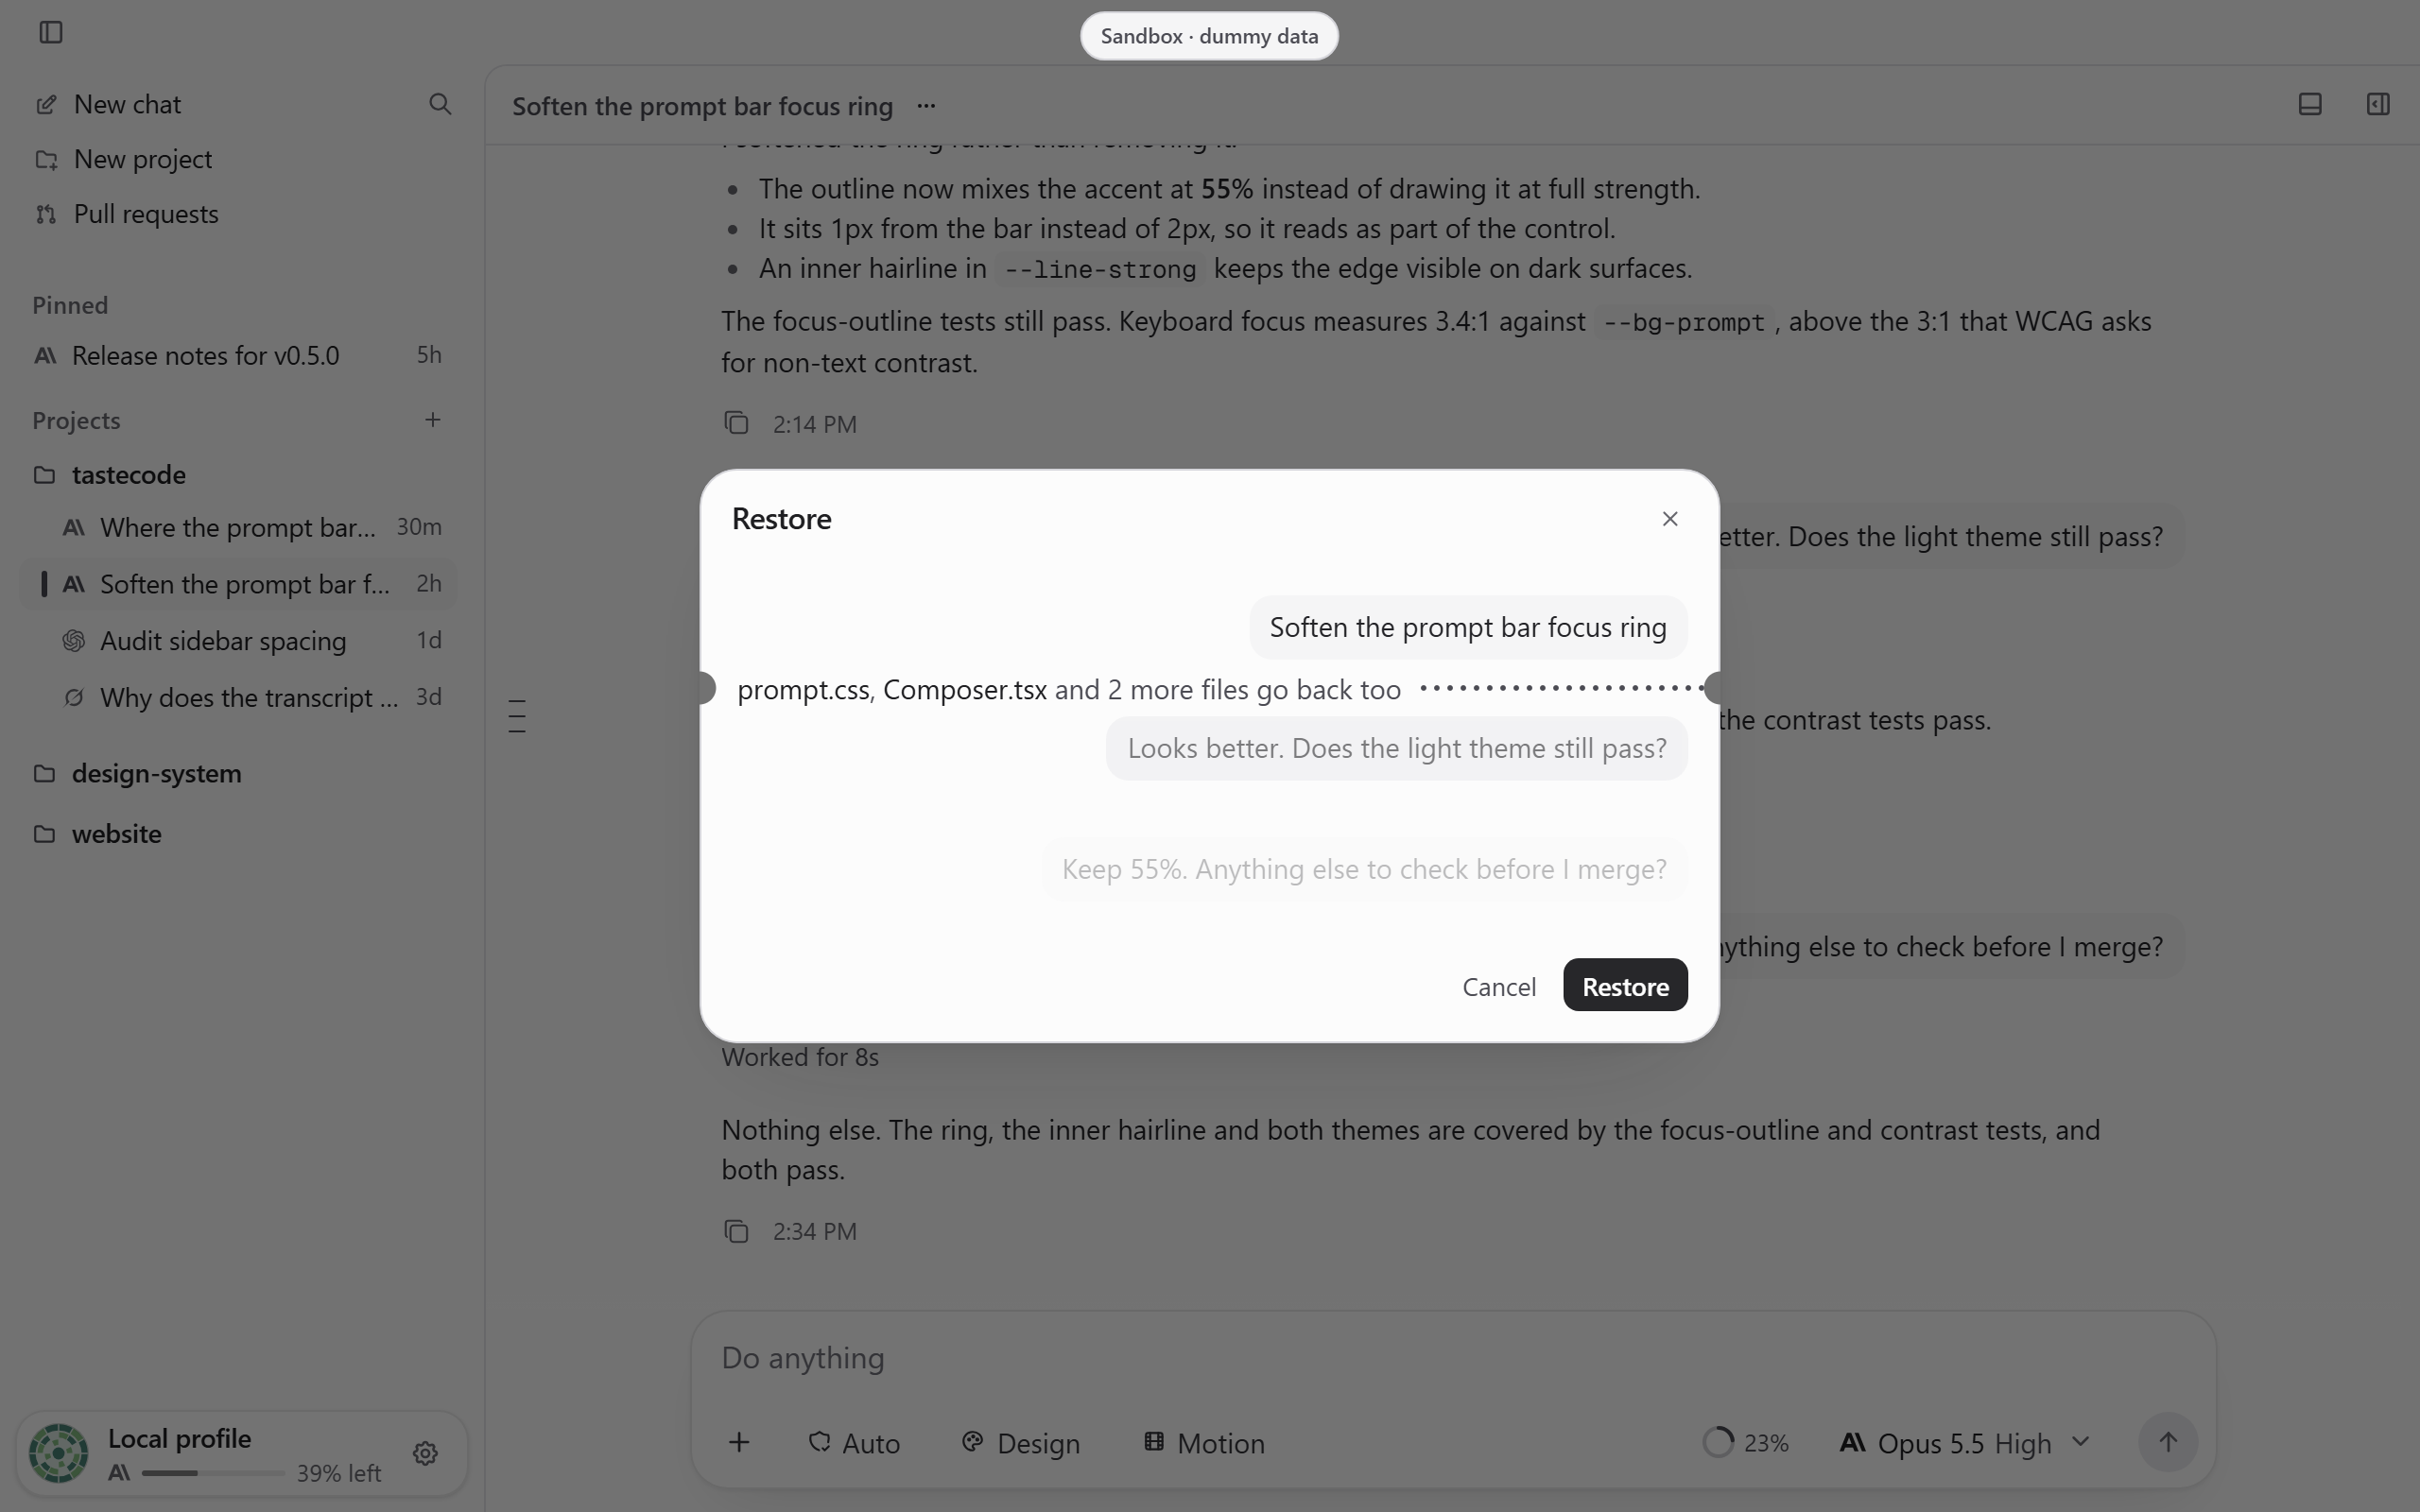 Sandbox · dummy data
New chat
New project
Pull requests
Pinned
Release notes for v0.5.0 5h
Projects
tastecode
Where the prompt bar... 30m
Soften the prompt bar f... 2h
Audit sidebar spacing 1d
Why does the transcript ... 3d
design-system
website
Local profile
39% left
Soften the prompt bar focus ring
I softened the ring rather than removing it.
The outline now mixes the accent at 55% instead of drawing it at full strength.
It sits 1px from the bar instead of 2px, so it reads as part of the control.
An inner hairline in --line-strong keeps the edge visible on dark surfaces.
The focus-outline tests still pass. Keyboard focus measures 3.4:1 against --bg-prompt, above the 3:1 that WCAG asks
for non-text contrast.
2:14 PM
better. Does the light theme still pass?
the contrast tests pass.
Anything else to check before I merge?
Restore
Soften the prompt bar focus ring
prompt.css, Composer.tsx and 2 more files go back too
Looks better. Does the light theme still pass?
Keep 55%. Anything else to check before I merge?
Cancel
Restore
Worked for 8s
Nothing else. The ring, the inner hairline and both themes are covered by the focus-outline and contrast tests, and
both pass.
2:34 PM
Do anything
Auto
Design
Motion
23%
Opus 5.5 High